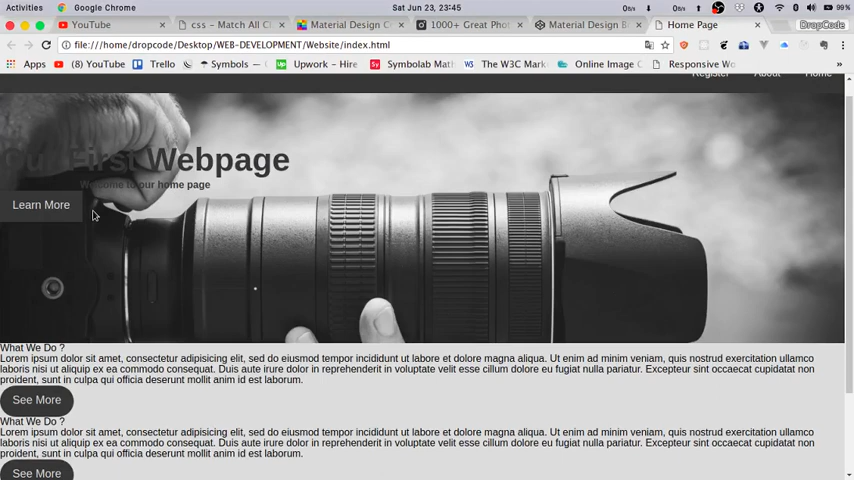 Activities Google Chrome Sat Jun 23, 23:45 0B/s 0B/s 99%
YouTube css - Match All C Material Design Co 1000+ Great Phot Material Design B Home Page DropCode
file:///home/dropcode/Desktop/WEB-DEVELOPMENT/Website/index.html
Apps (8) YouTube Trello Symbols -- G Upwork - Hire Symbolab Mat The W3C Mark Online Image C Responsive Wo
Register About Home
Our First Webpage
Welcome to our home page
Learn More
What We Do ?
Lorem ipsum dolor sit amet, consectetur adipisicing elit, sed do eiusmod tempor incididunt ut labore et dolore magna aliqua. Ut enim ad minim veniam, quis nostrud exercitation ullamco
laboris nisi ut aliquip ex ea commodo consequat. Duis aute irure dolor in reprehenderit in voluptate velit esse cillum dolore eu fugiat nulla pariatur. Excepteur sint occaecat cupidatat non
proident, sunt in culpa qui officia deserunt mollit anim id est laborum.
See More
What We Do ?
Lorem ipsum dolor sit amet, consectetur adipisicing elit, sed do eiusmod tempor incididunt ut labore et dolore magna aliqua. Ut enim ad minim veniam, quis nostrud exercitation ullamco
laboris nisi ut aliquip ex ea commodo consequat. Duis aute irure dolor in reprehenderit in voluptate velit esse cillum dolore eu fugiat nulla pariatur. Excepteur sint occaecat cupidatat non
proident, sunt in culpa qui officia deserunt mollit anim id est laborum.
See More